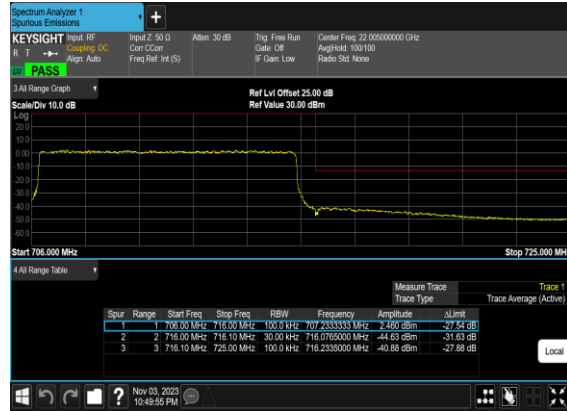 Spectrum Analyzer 1
Spurious Emissions
KEYSIGHT Input: RF Input Z: 50 Ω Atten: 30 dB Trig: Free Run Center Freq: 22.005000000 GHz
R T Coupling: DC Corr CCorr Gate: Off Avg|Hold: 100/100
Align: Auto Freq Ref: Int (S) IF Gain: Low Radio Std: None
PASS
3 All Range Graph
Ref Lvl Offset 25.00 dB
Scale/Div 10.0 dB Ref Value 30.00 dBm
Log
20.0
10.0
0.00
-10.0
-20.0
-30.0
-40.0
-50.0
-60.0
Start 706.000 MHz Stop 725.000 MHz
4 All Range Table
Measure Trace Trace 1
Trace Type Trace Average (Active)
Spur Range Start Freq Stop Freq RBW Frequency Amplitude ΔLimit
1 1 706.00 MHz 716.00 MHz 100.0 kHz 707.2333333 MHz 2.460 dBm -27.54 dB
2 2 716.00 MHz 716.10 MHz 30.00 kHz 716.0765000 MHz -44.63 dBm -31.63 dB
3 3 716.10 MHz 725.00 MHz 100.0 kHz 716.2335000 MHz -40.88 dBm -27.88 dB
Local
Nov 03, 2023
10:49:55 PM